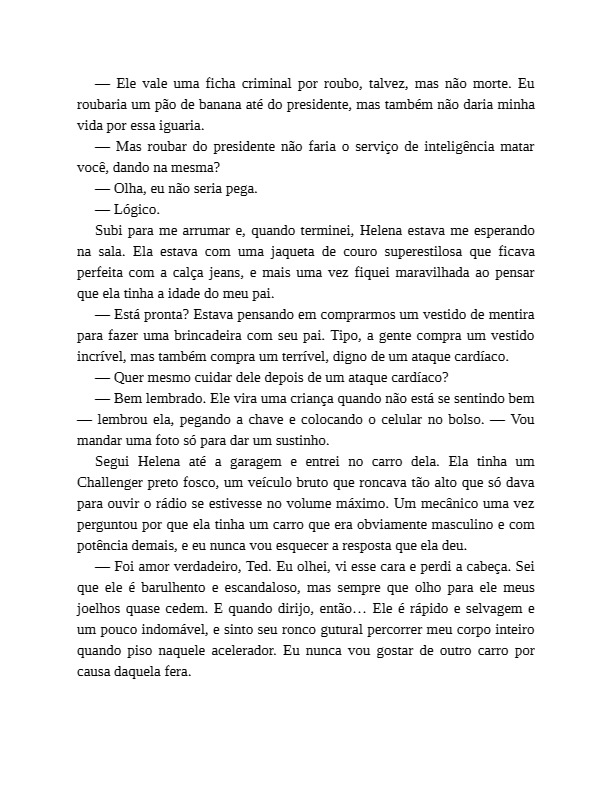 — Ele vale uma ficha criminal por roubo, talvez, mas não morte. Eu
roubaria um pão de banana até do presidente, mas também não daria minha
vida por essa iguaria.
— Mas roubar do presidente não faria o serviço de inteligência matar
você, dando na mesma?
— Olha, eu não seria pega.
— Lógico.
Subi para me arrumar e, quando terminei, Helena estava me esperando
na sala. Ela estava com uma jaqueta de couro superestilosa que ficava
perfeita com a calça jeans, e mais uma vez fiquei maravilhada ao pensar
que ela tinha a idade do meu pai.
— Está pronta? Estava pensando em comprarmos um vestido de mentira
para fazer uma brincadeira com seu pai. Tipo, a gente compra um vestido
incrível, mas também compra um terrível, digno de um ataque cardíaco.
— Quer mesmo cuidar dele depois de um ataque cardíaco?
— Bem lembrado. Ele vira uma criança quando não está se sentindo bem
— lembrou ela, pegando a chave e colocando o celular no bolso. — Vou
mandar uma foto só para dar um sustinho.
Segui Helena até a garagem e entrei no carro dela. Ela tinha um
Challenger preto fosco, um veículo bruto que roncava tão alto que só dava
para ouvir o rádio se estivesse no volume máximo. Um mecânico uma vez
perguntou por que ela tinha um carro que era obviamente masculino e com
potência demais, e eu nunca vou esquecer a resposta que ela deu.
— Foi amor verdadeiro, Ted. Eu olhei, vi esse cara e perdi a cabeça. Sei
que ele é barulhento e escandaloso, mas sempre que olho para ele meus
joelhos quase cedem. E quando dirijo, então… Ele é rápido e selvagem e
um pouco indomável, e sinto seu ronco gutural percorrer meu corpo inteiro
quando piso naquele acelerador. Eu nunca vou gostar de outro carro por
causa daquela fera.